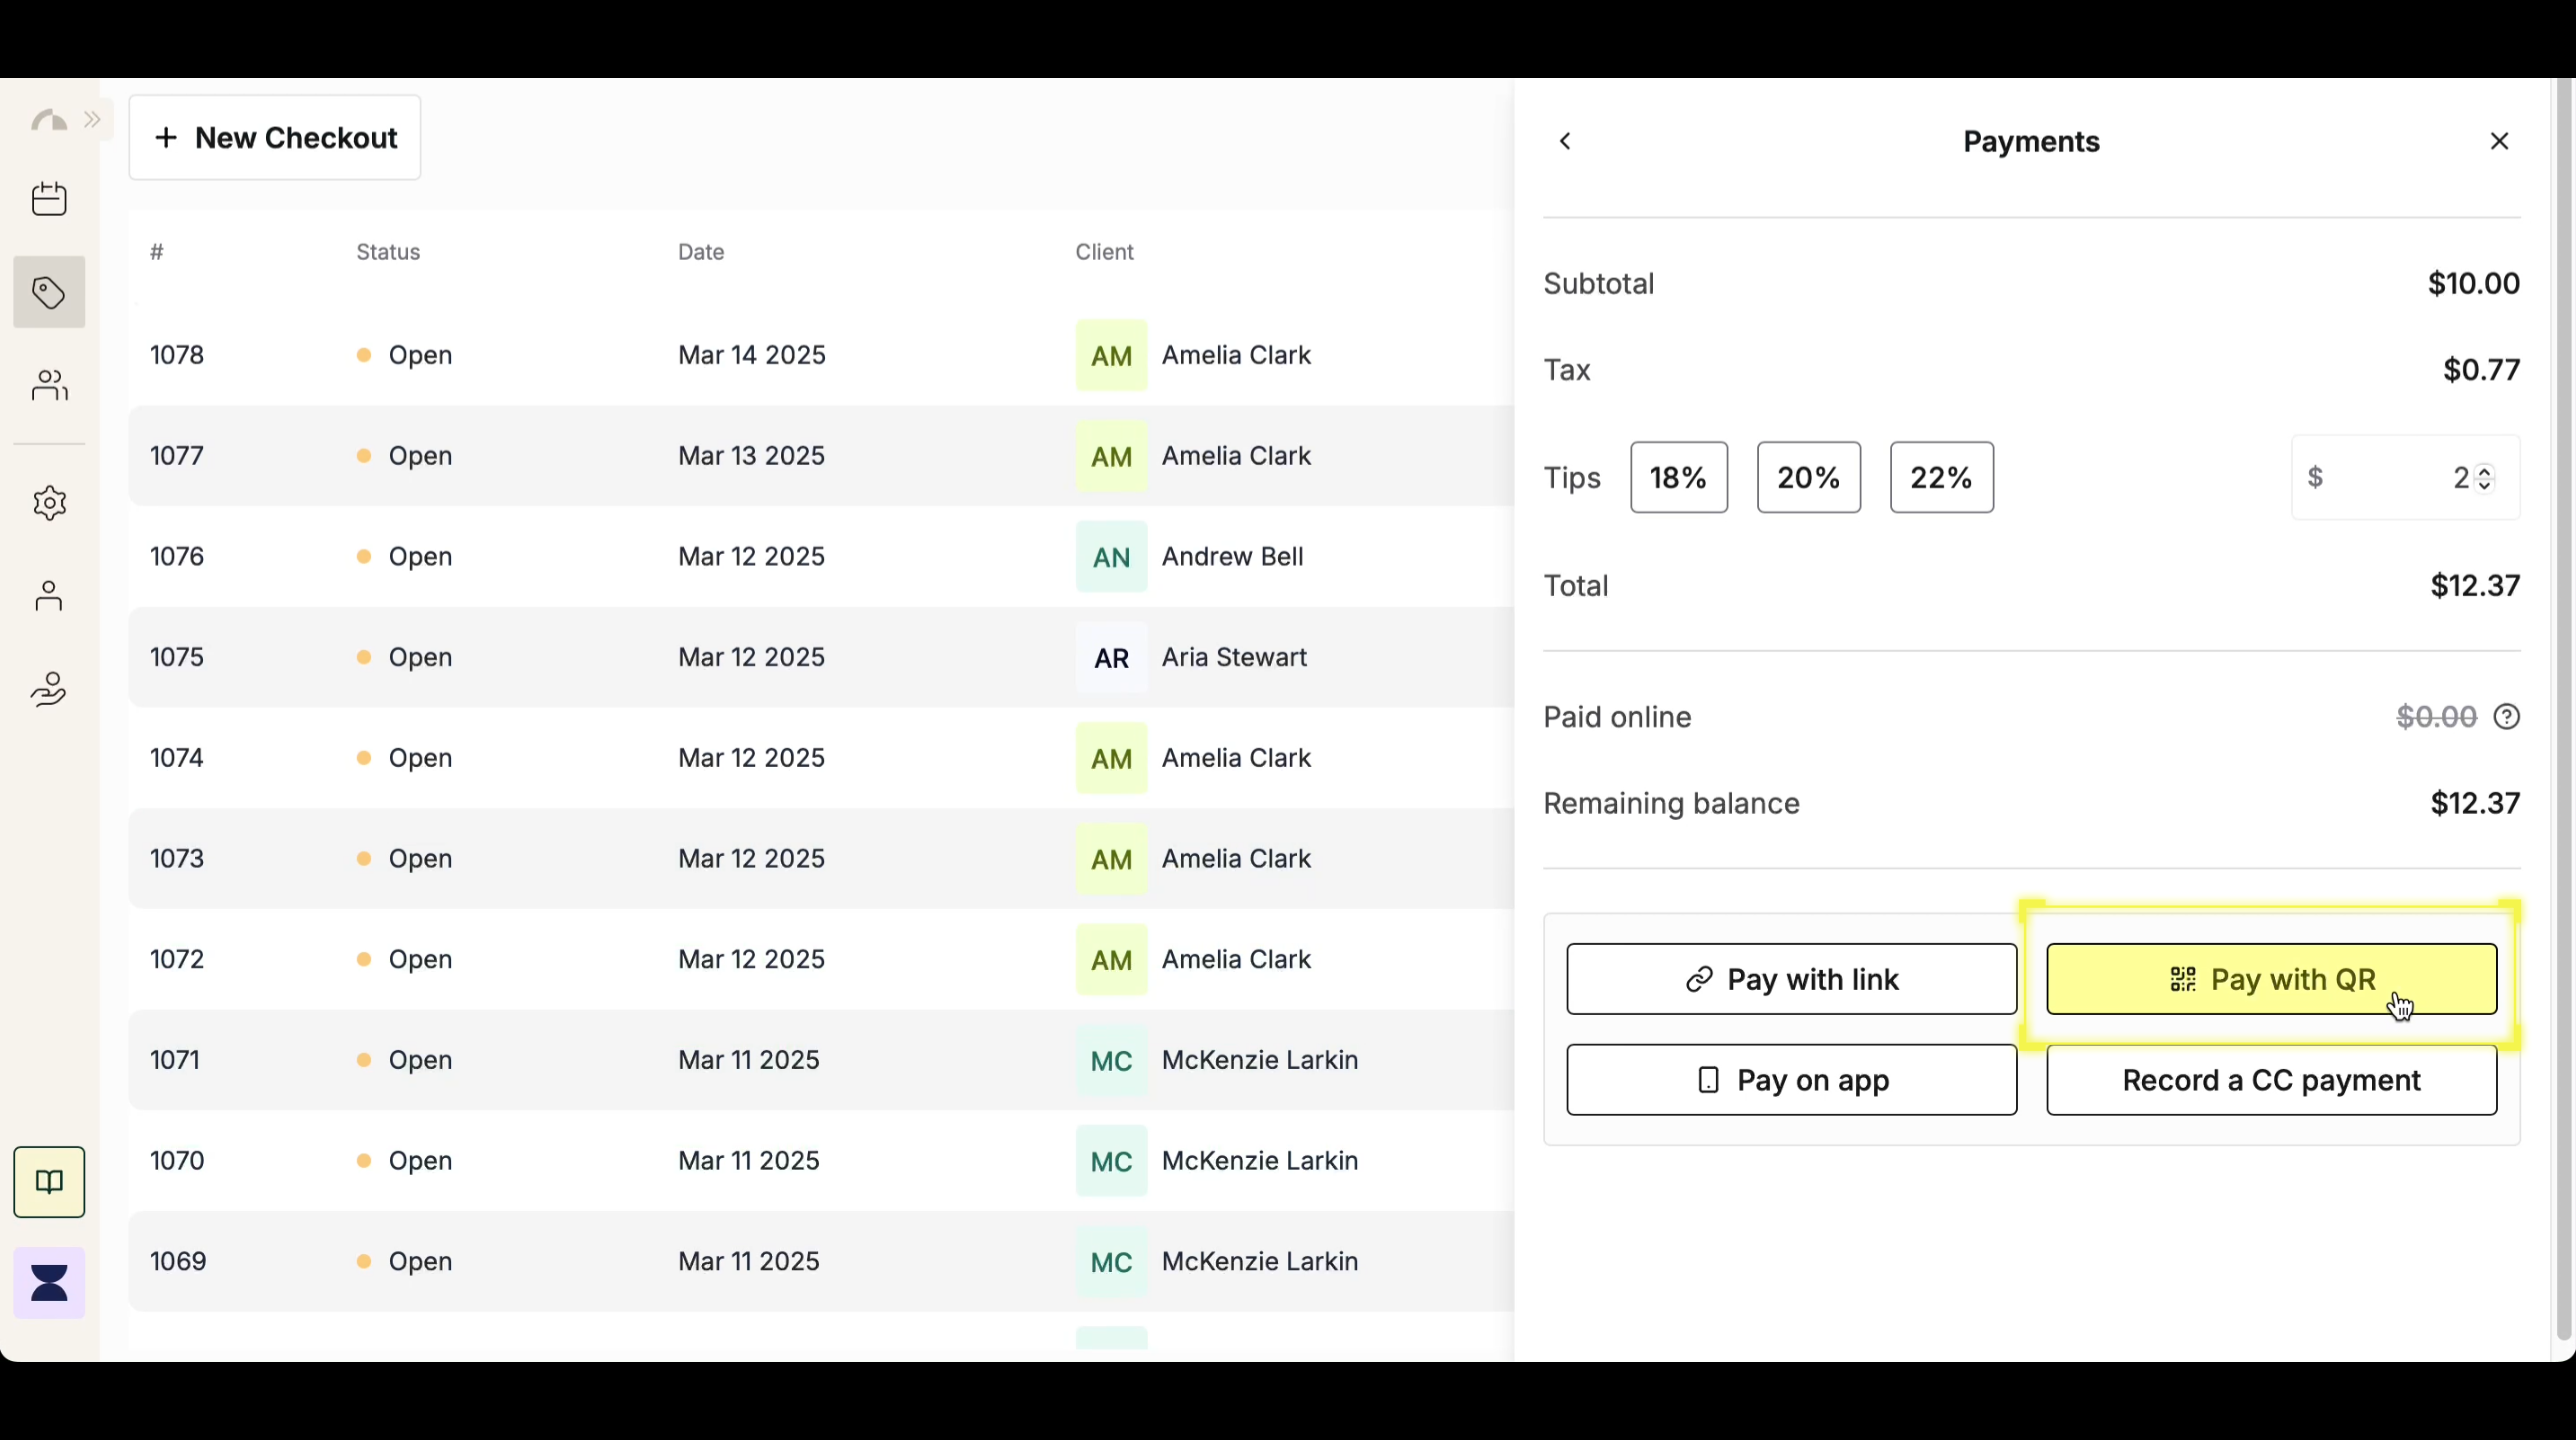 + New Checkout
# Status Date Client
1078 Open Mar 14 2025 AM Amelia Clark
1077 Open Mar 13 2025 AM Amelia Clark
1076 Open Mar 12 2025 AN Andrew Bell
1075 Open Mar 12 2025 AR Aria Stewart
1074 Open Mar 12 2025 AM Amelia Clark
1073 Open Mar 12 2025 AM Amelia Clark
1072 Open Mar 12 2025 AM Amelia Clark
1071 Open Mar 11 2025 MC McKenzie Larkin
1070 Open Mar 11 2025 MC McKenzie Larkin
1069 Open Mar 11 2025 MC McKenzie Larkin
Payments
Subtotal $10.00
Tax $0.77
Tips 18% 20% 22% $ 2
Total $12.37
Paid online $0.00
Remaining balance $12.37
Pay with link Pay with QR
Pay on app Record a CC payment